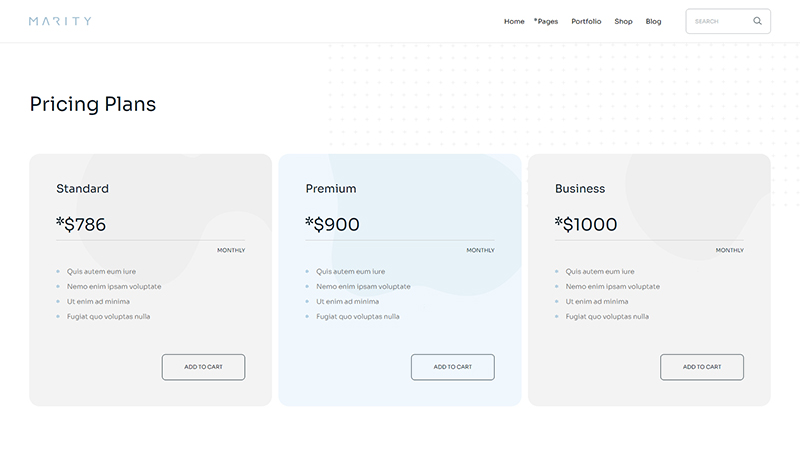 MARITY
Home *Pages Portfolio Shop Blog SEARCH
Pricing Plans
Standard
*$786
MONTHLY
Quis autem eum iure
Nemo enim ipsam voluptate
Ut enim ad minima
Fugiat quo voluptas nulla
ADD TO CART
Premium
*$900
MONTHLY
Quis autem eum iure
Nemo enim ipsam voluptate
Ut enim ad minima
Fugiat quo voluptas nulla
ADD TO CART
Business
*$1000
MONTHLY
Quis autem eum iure
Nemo enim ipsam voluptate
Ut enim ad minima
Fugiat quo voluptas nulla
ADD TO CART